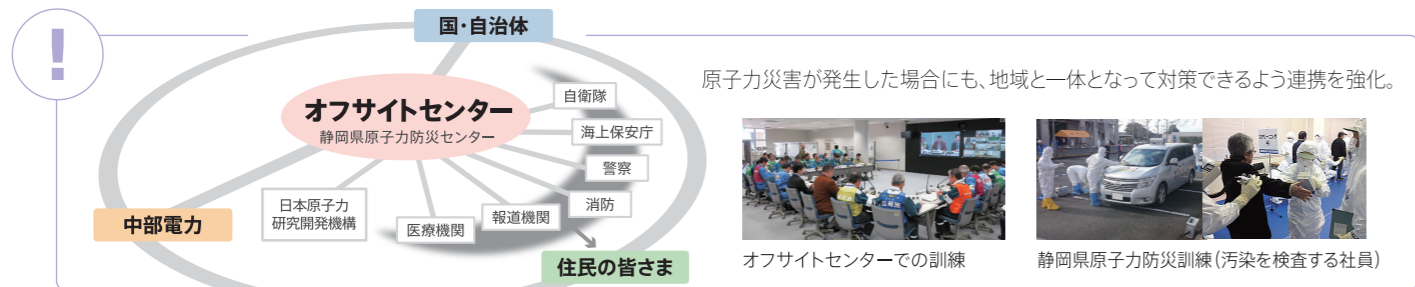 !
国・自治体
オフサイトセンター
静岡県原子力防災センター
自衛隊
海上保安庁
警察
消防
報道機関
医療機関
日本原子力
研究開発機構
中部電力
住民の皆さま
原子力災害が発生した場合にも、地域と一体となって対策できるよう連携を強化。
オフサイトセンターでの訓練
静岡県原子力防災訓練（汚染を検査する社員）